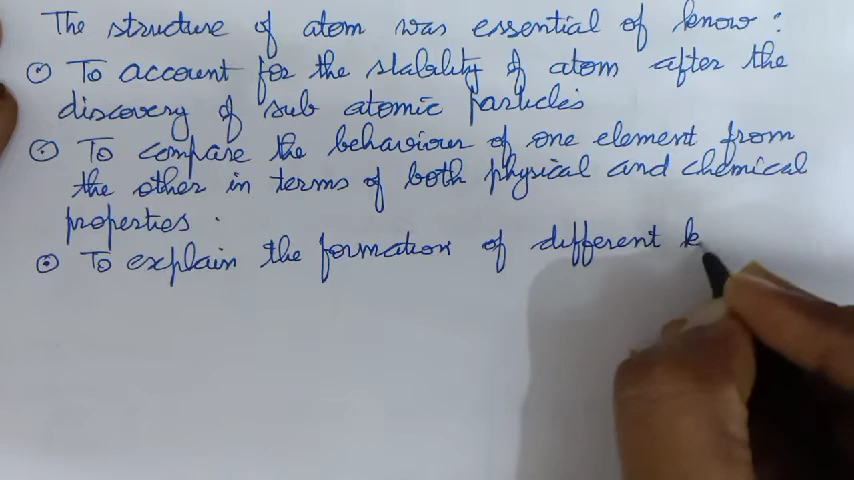 The structure of atom was essential of know :
⊙ To account for the stability of atom after the
discovery of sub atomic particles
⊙ To compare the behaviour of one element from
the other in terms of both physical and chemical
properties .
⊙ To explain the formation of different k